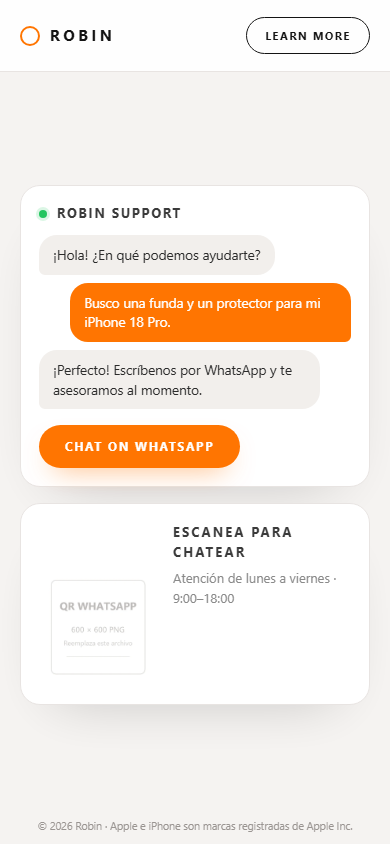 ROBIN
LEARN MORE
ROBIN SUPPORT
¡Hola! ¿En qué podemos ayudarte?
Busco una funda y un protector para mi
iPhone 18 Pro.
¡Perfecto! Escríbenos por WhatsApp y te
asesoramos al momento.
CHAT ON WHATSAPP
ESCANEA PARA
CHATEAR
Atención de lunes a viernes ·
9:00–18:00
QR WHATSAPP
600 × 600 PNG
Reemplaza este archivo
© 2026 Robin · Apple e iPhone son marcas registradas de Apple Inc.